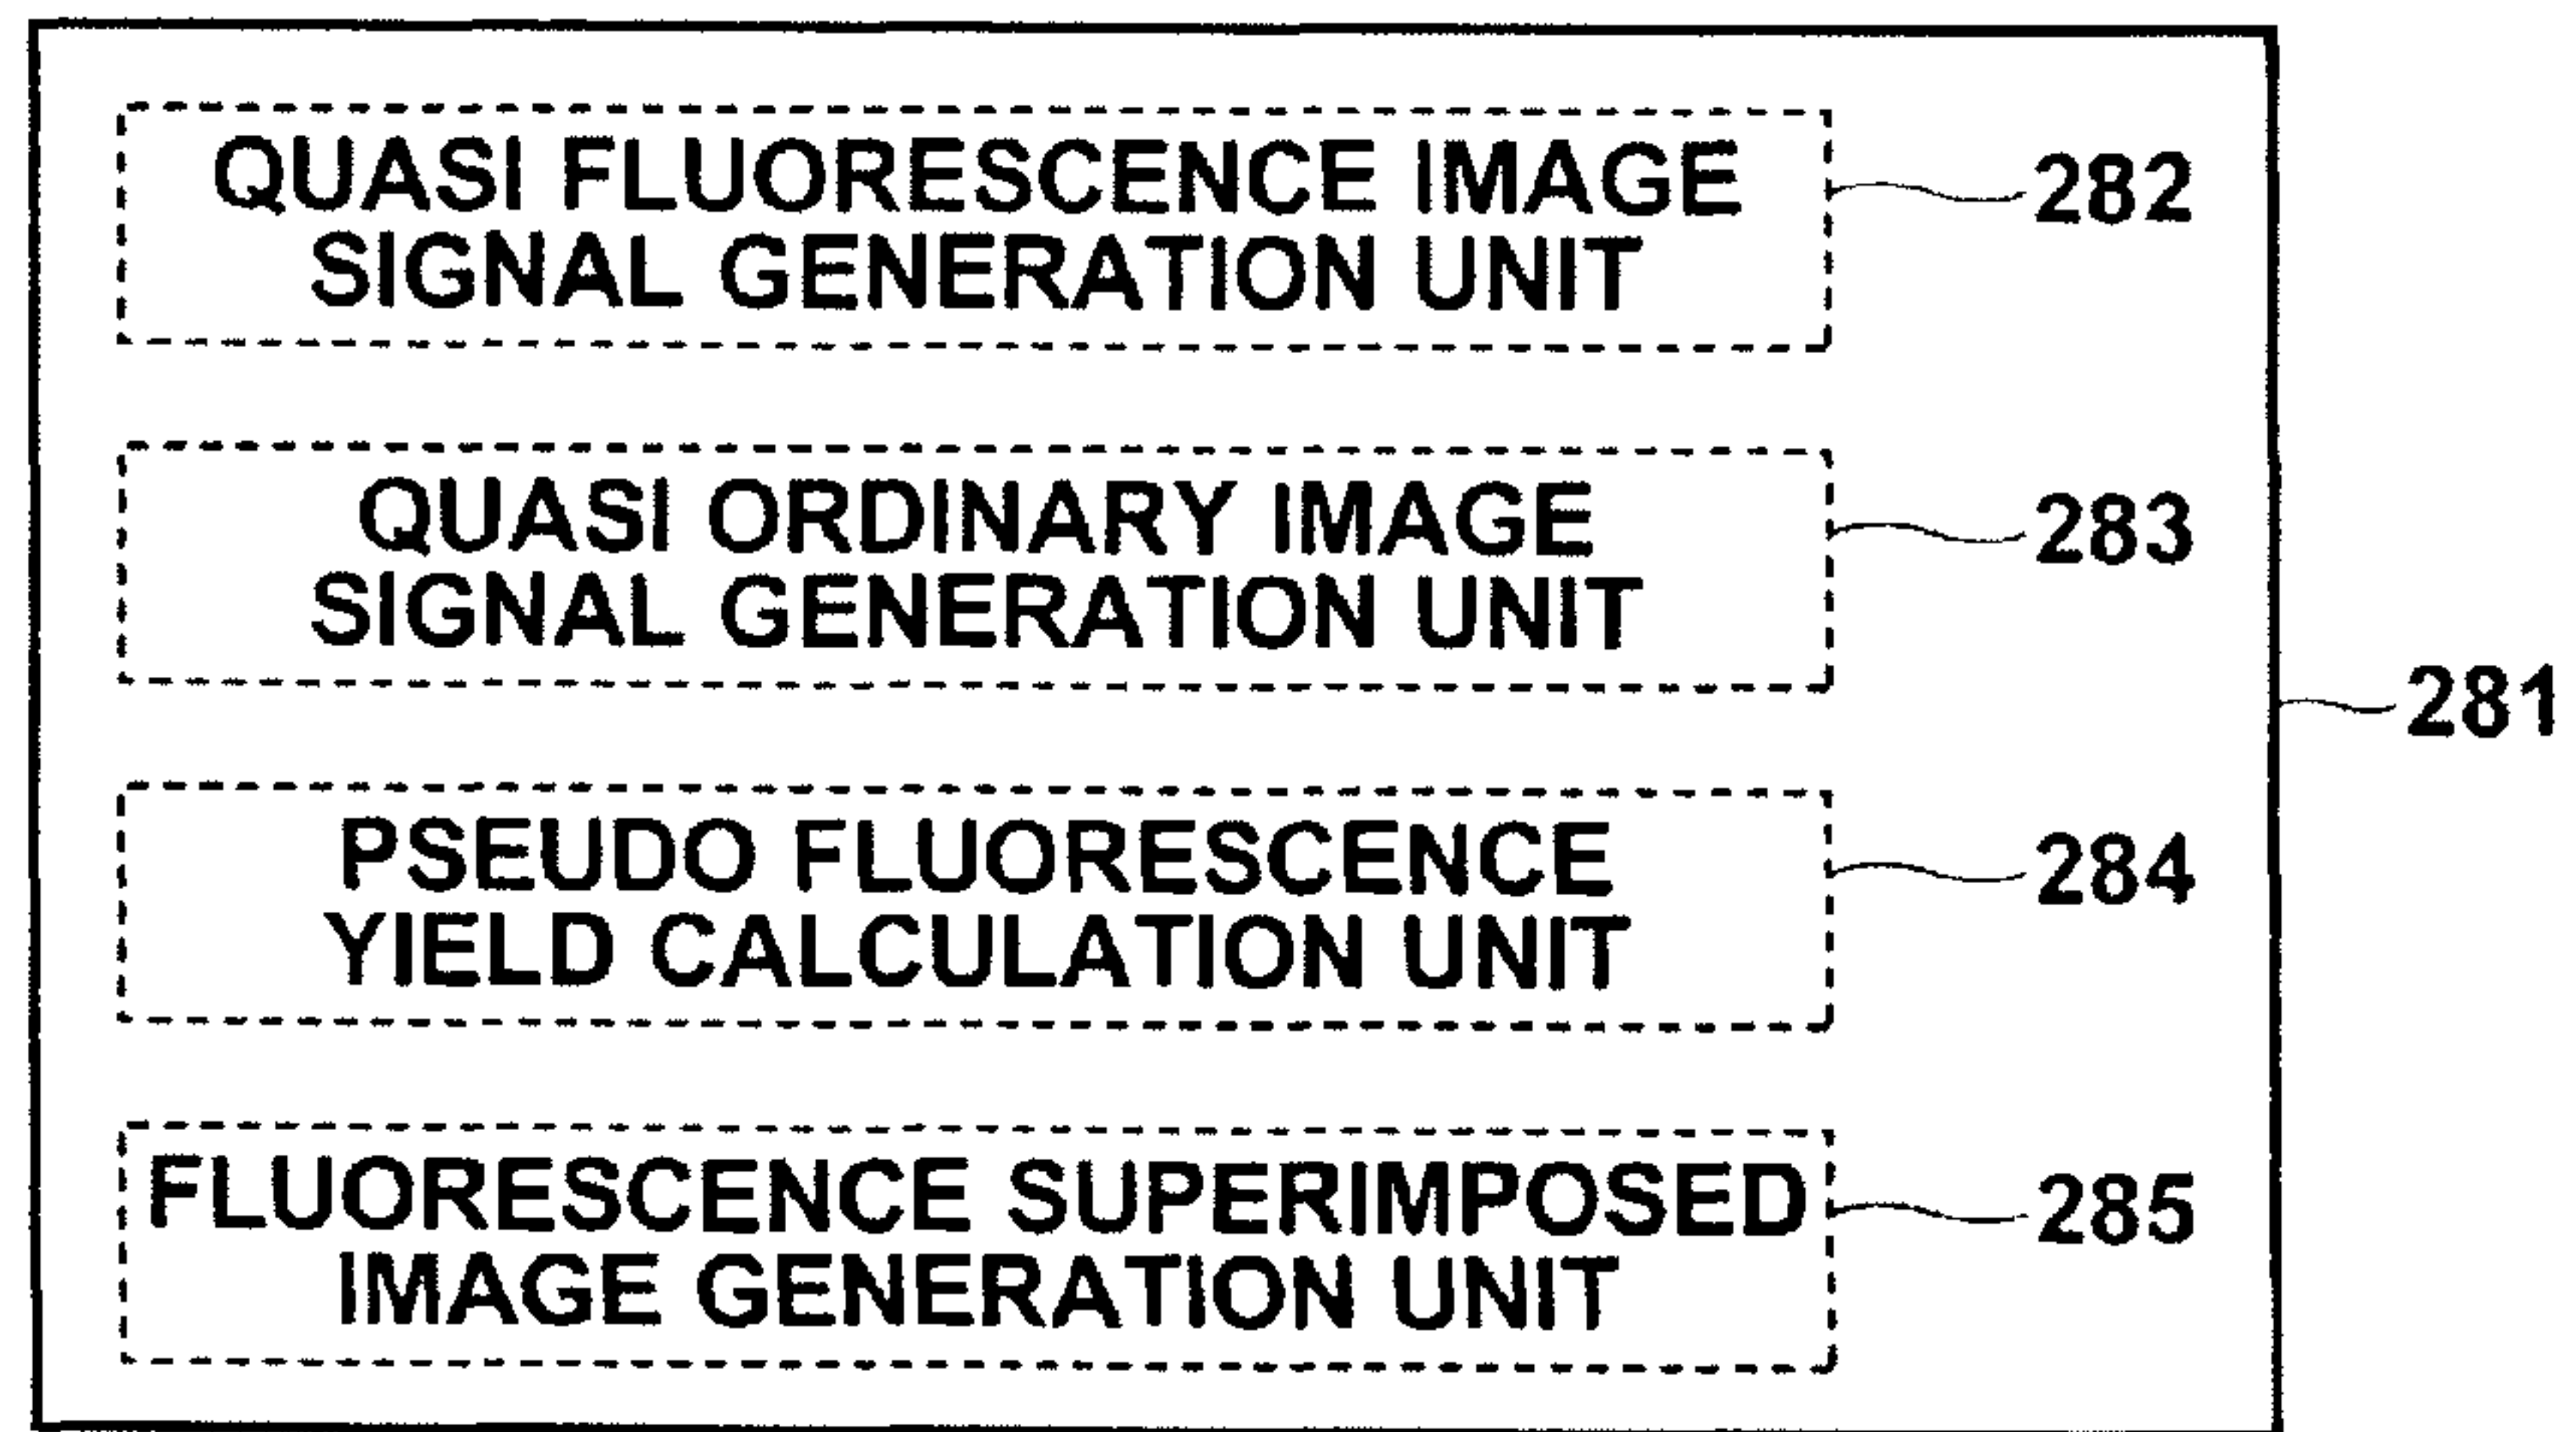 QUASI FLUORESCENCE IMAGE
SIGNAL GENERATION UNIT
282
QUASI ORDINARY IMAGE
SIGNAL GENERATION UNIT
283
281
PSEUDO FLUORESCENCE
YIELD CALCULATION UNIT
284
FLUORESCENCE SUPERIMPOSED
IMAGE GENERATION UNIT
285